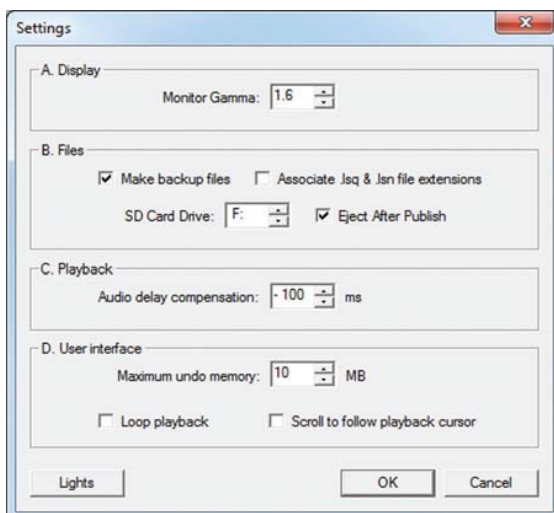 Settings
A. Display
Monitor Gamma: 1.6
B. Files
Make backup files Associate .lsq & .lsn file extensions
SD Card Drive: F: Eject After Publish
C. Playback
Audio delay compensation: - 100 ms
D. User interface
Maximum undo memory: 10 MB
Loop playback Scroll to follow playback cursor
Lights OK Cancel